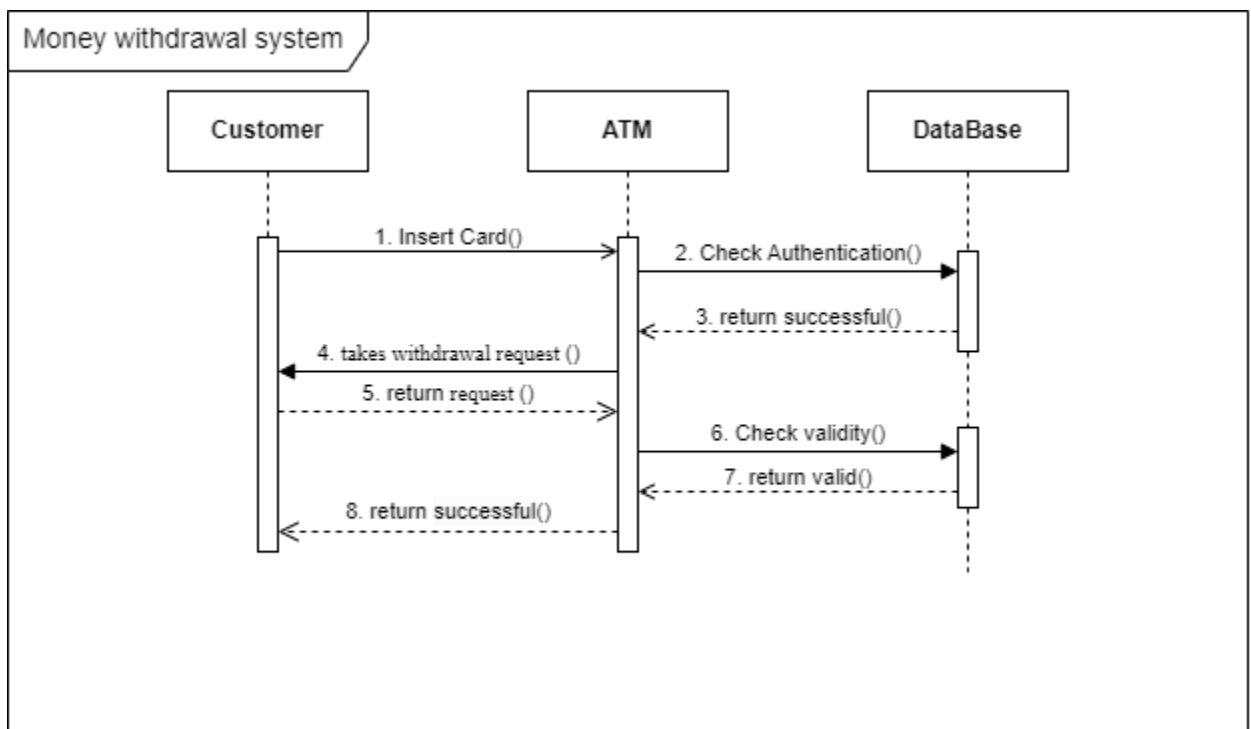 Money withdrawal system
Customer
ATM
DataBase
1. Insert Card()
2. Check Authentication()
3. return successful()
4. takes withdrawal request ()
5. return request ()
6. Check validity()
7. return valid()
8. return successful()